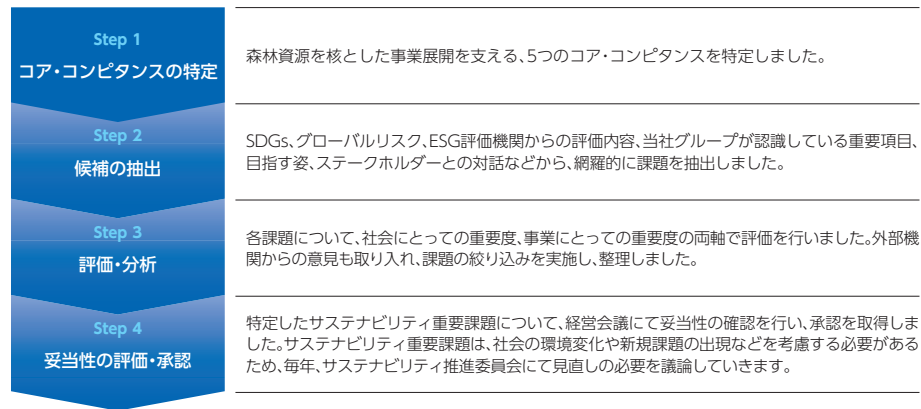 Step 1
コア・コンピタンスの特定
森林資源を核とした事業展開を支える、5つのコア・コンピタンスを特定しました。
Step 2
候補の抽出
SDGs、グローバルリスク、ESG評価機関からの評価内容、当社グループが認識している重要項目、
目指す姿、ステークホルダーとの対話などから、網羅的に課題を抽出しました。
Step 3
評価・分析
各課題について、社会にとっての重要度、事業にとっての重要度の両軸で評価を行いました。外部機
関からの意見も取り入れ、課題の絞り込みを実施し、整理しました。
Step 4
妥当性の評価・承認
特定したサステナビリティ重要課題について、経営会議にて妥当性の確認を行い、承認を取得しま
した。サステナビリティ重要課題は、社会の環境変化や新規課題の出現などを考慮する必要がある
ため、毎年、サステナビリティ推進委員会にて見直しの必要を議論していきます。